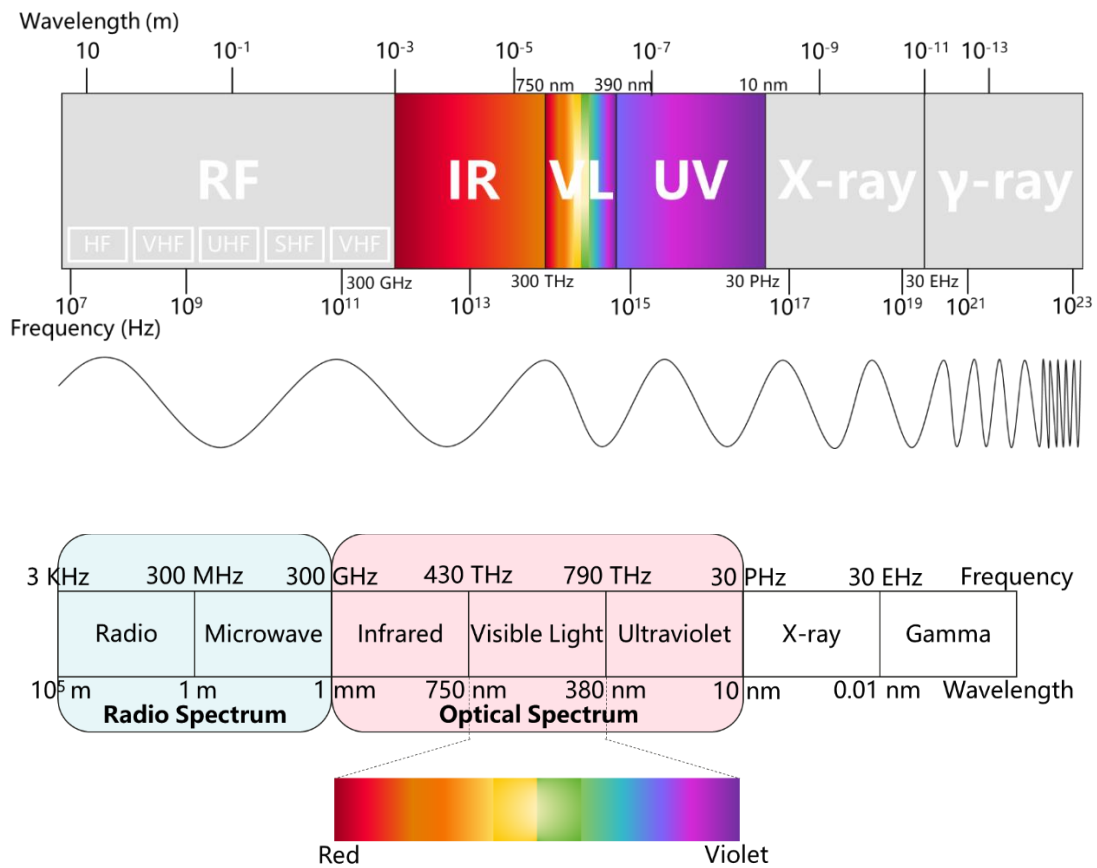 Wavelength (m)
10 10⁻¹ 10⁻³ 10⁻⁵ 10⁻⁷ 10⁻⁹ 10⁻¹¹ 10⁻¹³
750 nm 390 nm 10 nm
RF IR VL UV X-ray γ-ray
HF VHF UHF SHF VHF
300 GHz 300 THz 30 PHz 30 EHz
10⁷ 10⁹ 10¹¹ 10¹³ 10¹⁵ 10¹⁷ 10¹⁹ 10²¹ 10²³
Frequency (Hz)
3 KHz 300 MHz 300 GHz 430 THz 790 THz 30 PHz 30 EHz Frequency
Radio Microwave Infrared Visible Light Ultraviolet X-ray Gamma
10⁵ m 1 m 1 mm 750 nm 380 nm 10 nm 0.01 nm Wavelength
Radio Spectrum Optical Spectrum
Red Violet